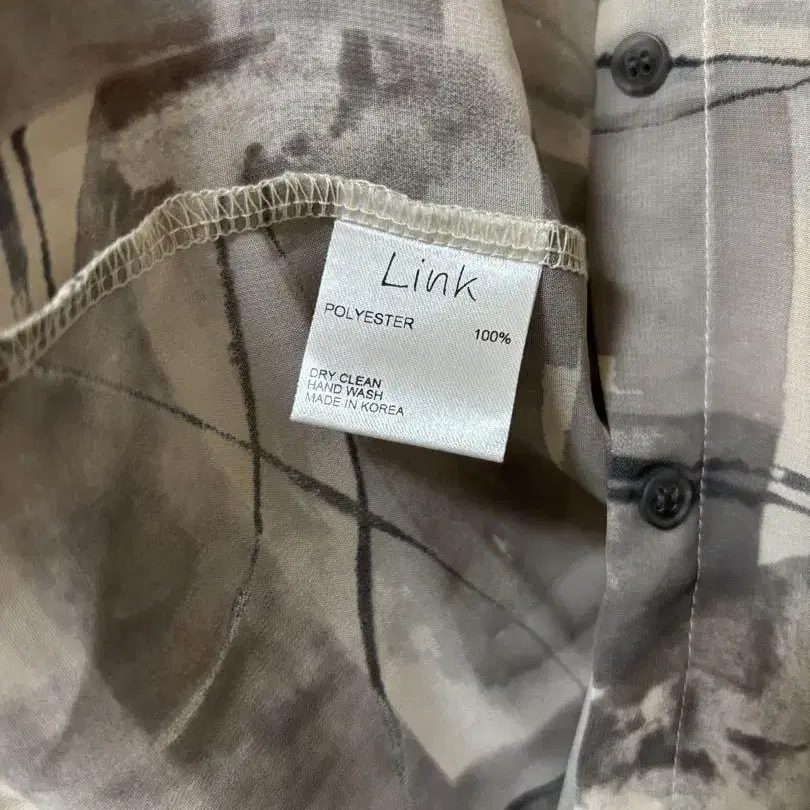 Link
POLYESTER 100%
DRY CLEAN
HAND WASH
MADE IN KOREA